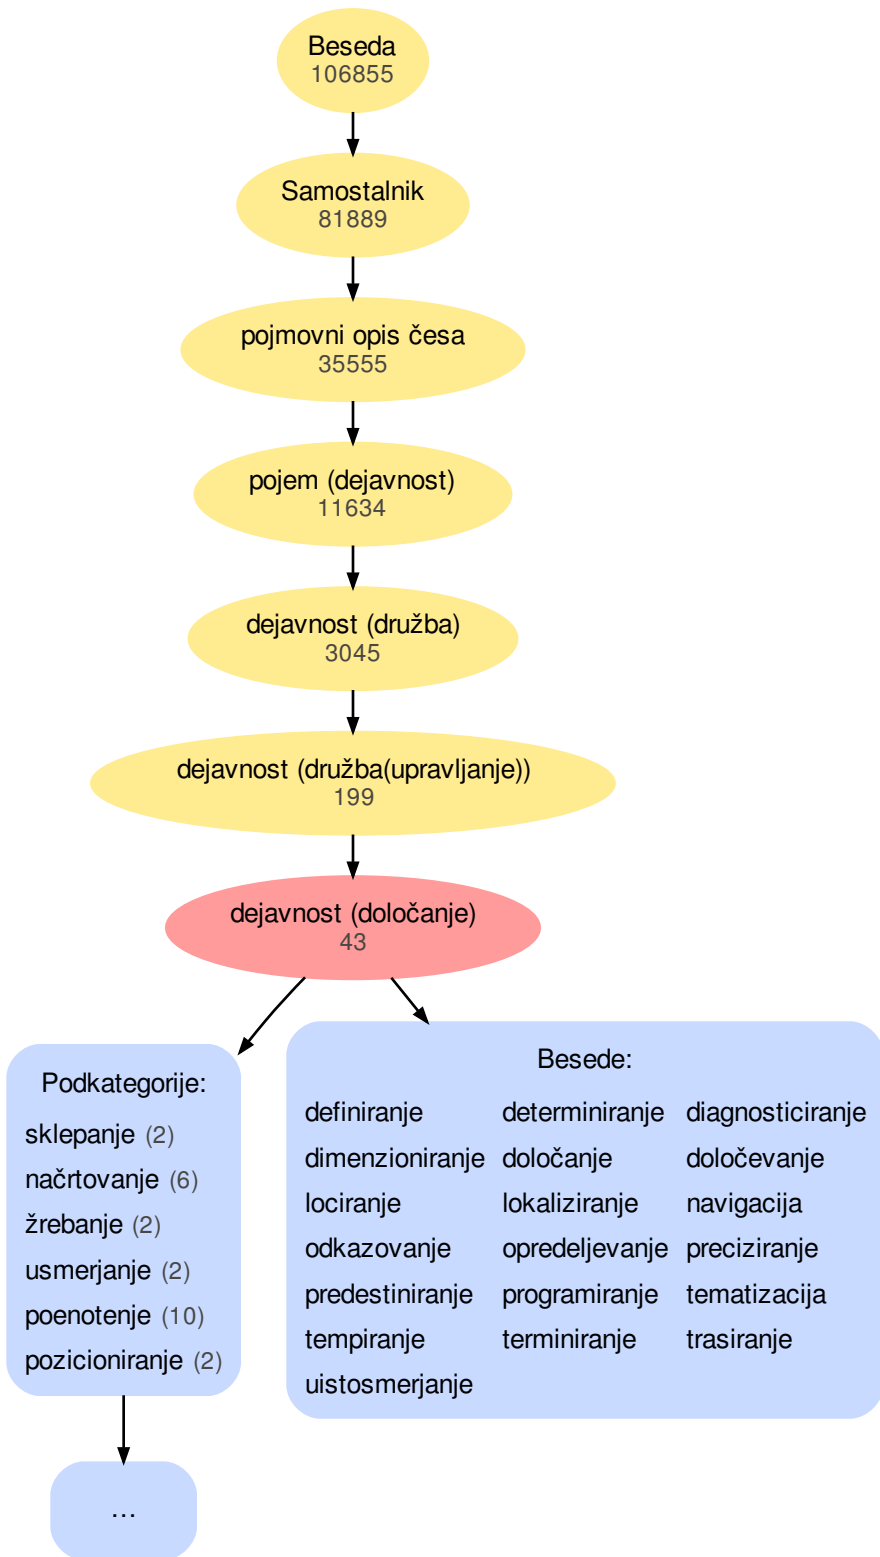 Beseda
106855
Samostalnik
81889
pojmovni opis česa
35555
pojem (dejavnost)
11634
dejavnost (družba)
3045
dejavnost (družba(upravljanje))
199
dejavnost (določanje)
43
Podkategorije:
sklepanje (2)
načrtovanje (6)
žrebanje (2)
usmerjanje (2)
poenotenje (10)
pozicioniranje (2)
...
Besede:
definiranje determiniranje diagnosticiranje
dimenzioniranje določanje določevanje
lociranje lokaliziranje navigacija
odkazovanje opredeljevanje preciziranje
predestiniranje programiranje tematizacija
tempiranje terminiranje trasiranje
uistosmerjanje